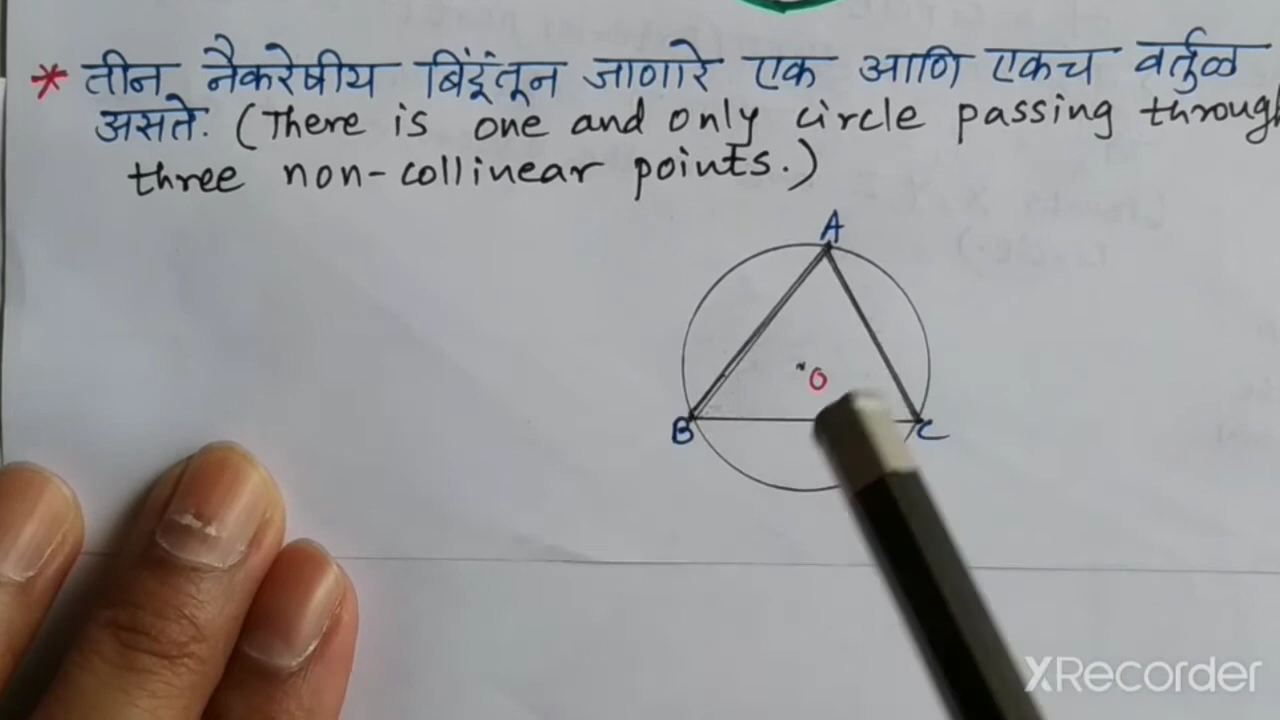 * तीन नैकरेषीय बिंदूंतून जाणारे एक आणि एकच वर्तुळ
असते. (There is one and only circle passing through
three non-collinear points.)
A
O
B
C
XRecorder